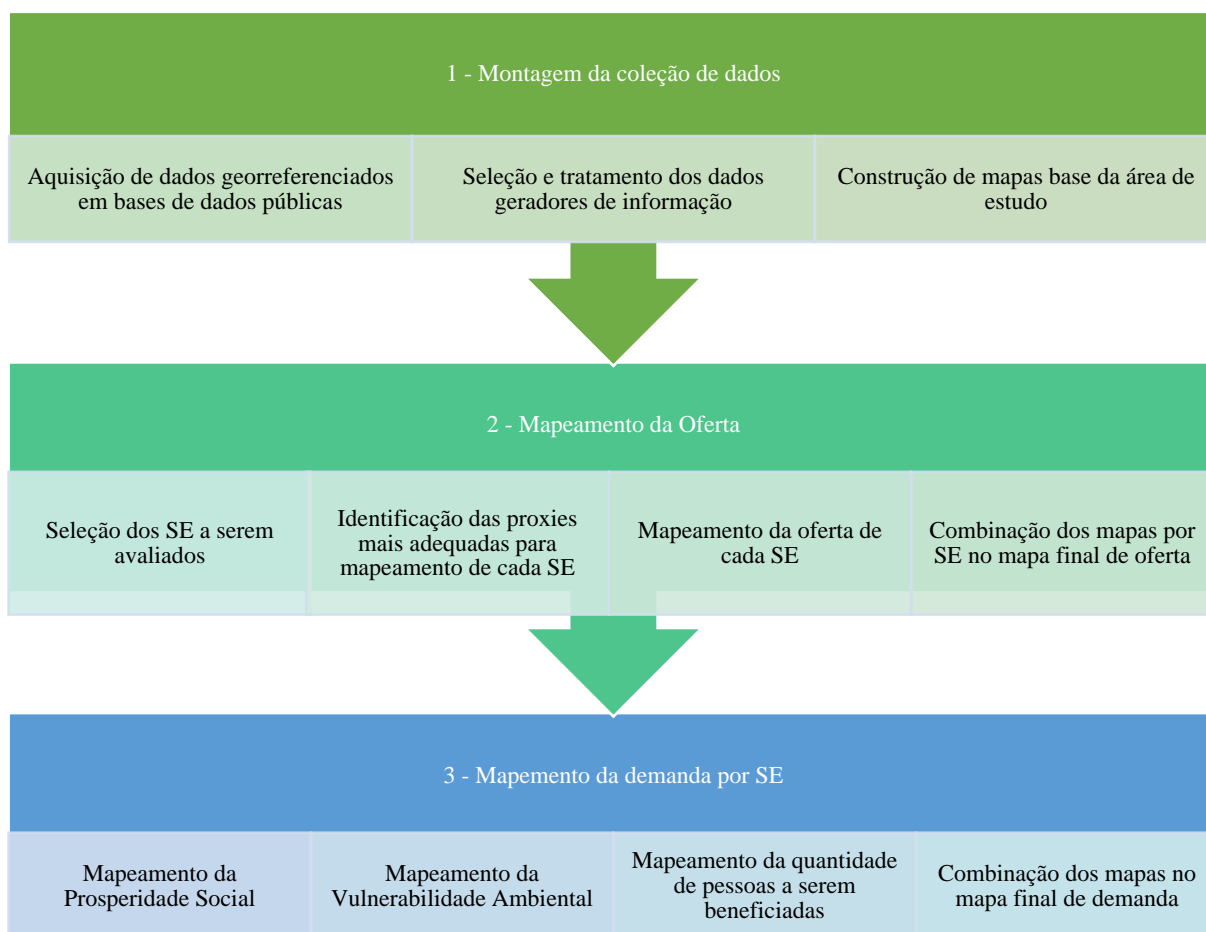 1 - Montagem da coleção de dados
Aquisição de dados georreferenciados
em bases de dados públicas
Seleção e tratamento dos dados
geradores de informação
Construção de mapas base da área de
estudo
2 - Mapeamento da Oferta
Seleção dos SE a serem
avaliados
Identificação das proxies
mais adequadas para
mapeamento de cada SE
Mapeamento da oferta de
cada SE
Combinação dos mapas por
SE no mapa final de oferta
3 - Mapemento da demanda por SE
Mapeamento da
Prosperidade Social
Mapeamento da
Vulnerabilidade Ambiental
Mapeamento da quantidade
de pessoas a serem
beneficiadas
Combinação dos mapas no
mapa final de demanda